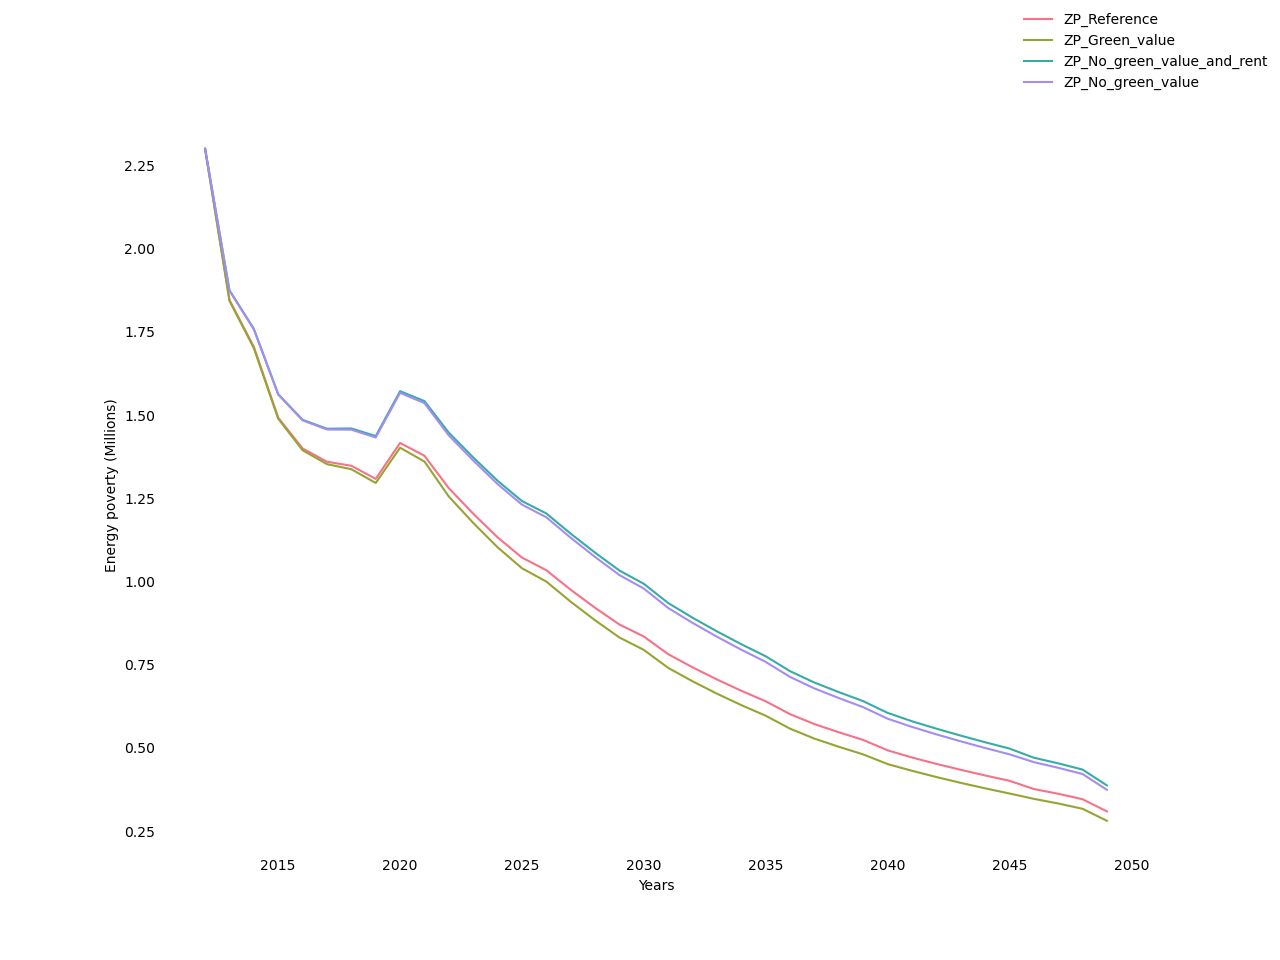 ZP_Reference
ZP_Green_value
ZP_No_green_value_and_rent
ZP_No_green_value
2.25
2.00
1.75
1.50
1.25
1.00
0.75
0.50
0.25
Energy poverty (Millions)
2015 2020 2025 2030 2035 2040 2045 2050
Years